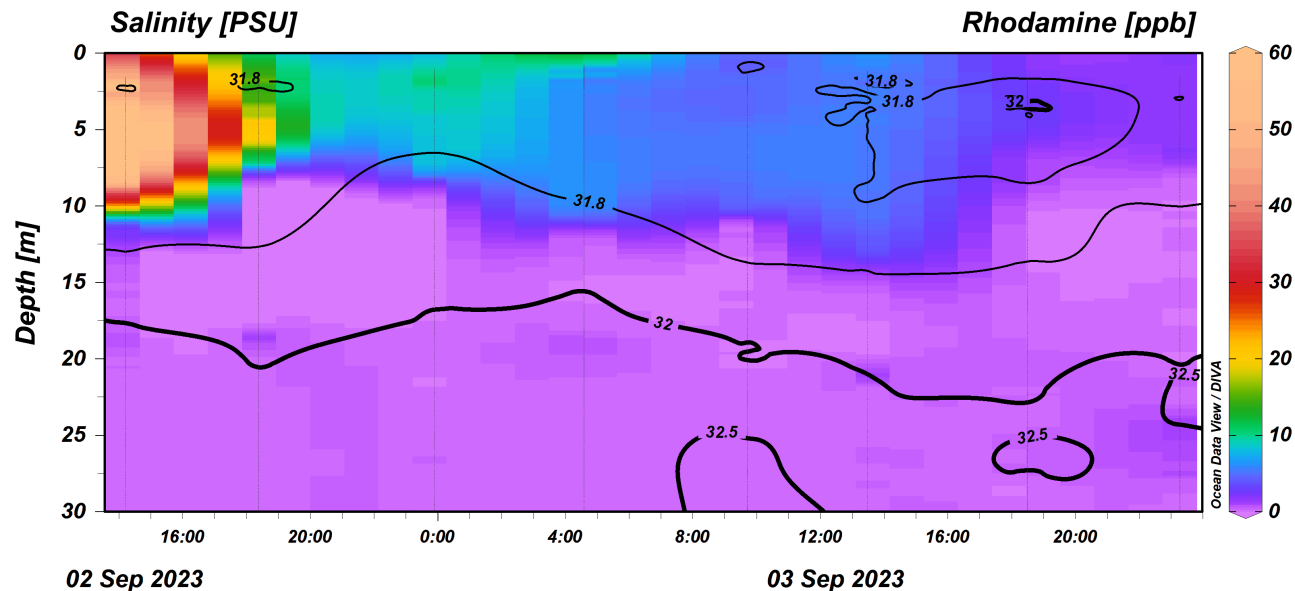 Salinity [PSU] Rhodamine [ppb]
0 60
31.8 31.8 >
31.8 32
5 50
10 31.8 40
Depth [m]
15 30
32
20 20
32.5
25 32.5 32.5 10
30 0
Ocean Data View / DIVA
16:00 20:00 0:00 4:00 8:00 12:00 16:00 20:00
02 Sep 2023 03 Sep 2023